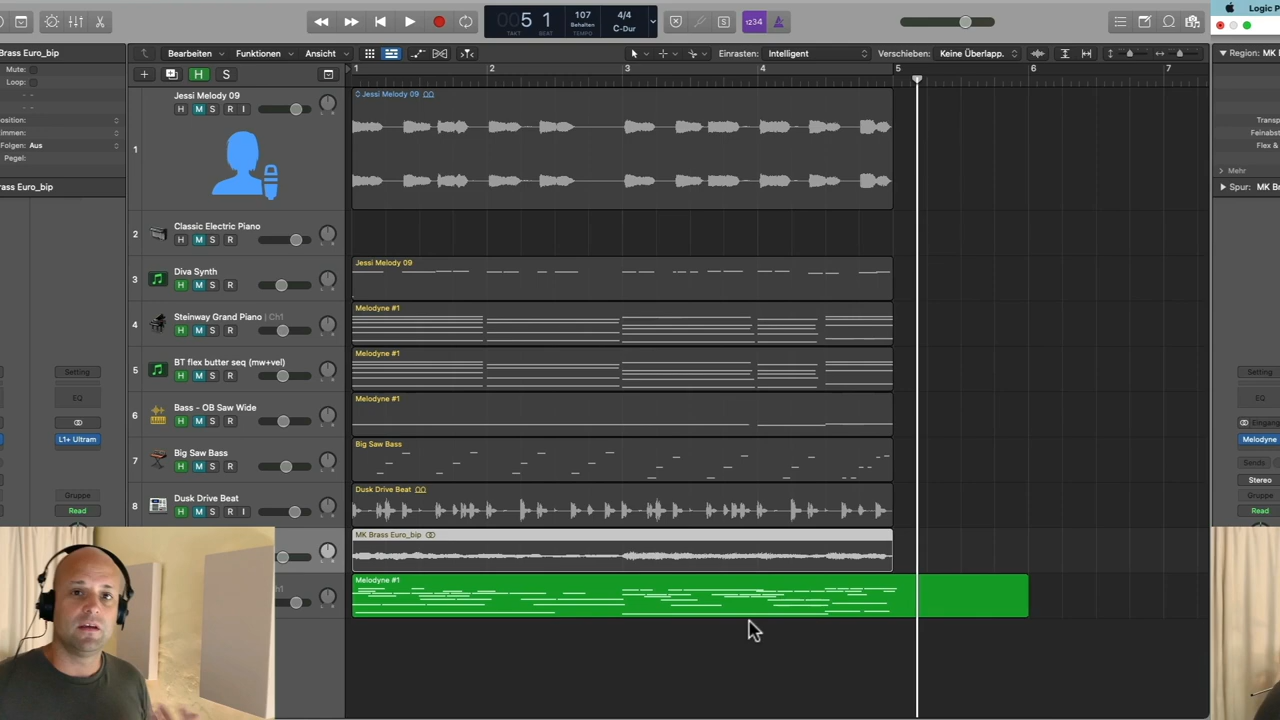 Logic P
Brass Euro_bip
Mute:
Loop:
osition:
immen:
Folgen: Aus
Pegel:
rass Euro_bip
Setting
EQ
L1+ Ultram
Gruppe
Read
5 1
TAKT BEAT
107
Behalten
TEMPO
4/4
C-Dur
1234
Bearbeiten
Funktionen
Ansicht
Einrasten: Intelligent
Verschieben: Keine Überlapp.
H S
1 2 3 4 5 6 7
1 Jessi Melody 09
H M S R I
2 Classic Electric Piano
H M S R
3 Diva Synth
H M S R
4 Steinway Grand Piano | Ch1
H M S R
5 BT flex butter seq (mw+vel)
H M S R
6 Bass - OB Saw Wide
H M S R
7 Big Saw Bass
H M S R
8 Dusk Drive Beat
H M S R I
Jessi Melody 09
Jessi Melody 09
Melodyne #1
Melodyne #1
Melodyne #1
Big Saw Bass
Dusk Drive Beat
MK Brass Euro_bip
Melodyne #1
Region: MK B
Transp
Feinabst
Flex &
Mehr
Spur: MK B
Setting
EQ
Eingang
Melodyne
Sends
Stereo
Gruppe
Read